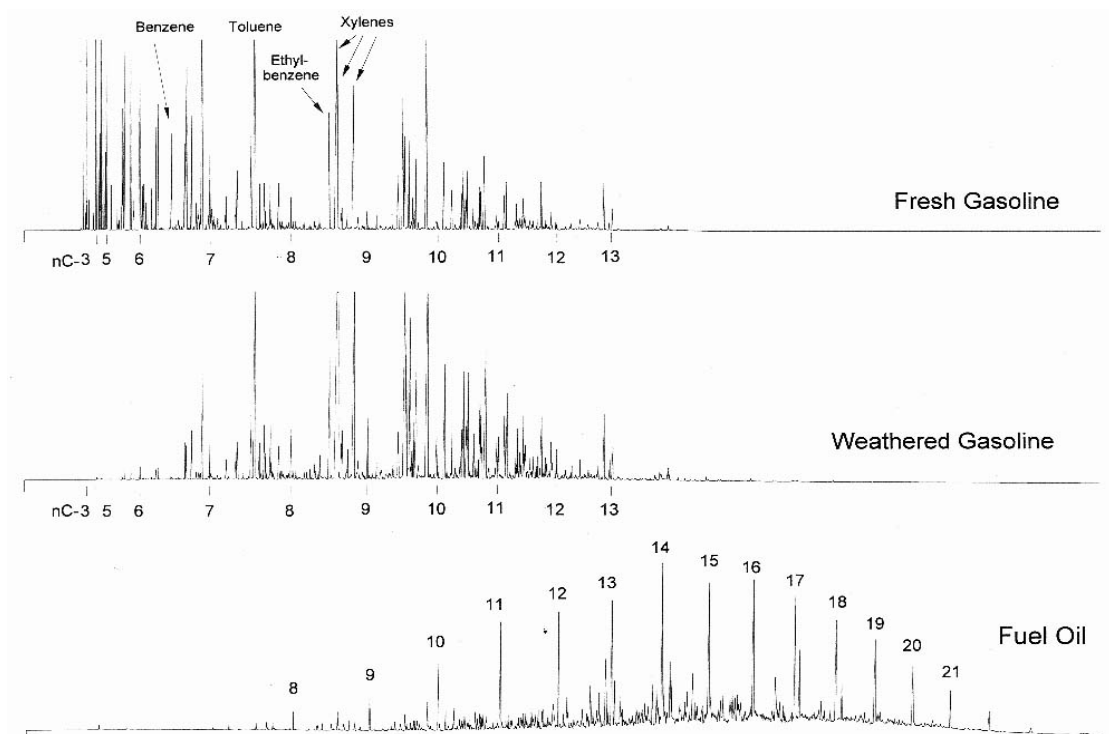 Benzene Toluene Xylenes
Ethyl-
benzene
Fresh Gasoline
nC-3 5 6 7 8 9 10 11 12 13
Weathered Gasoline
nC-3 5 6 7 8 9 10 11 12 13
14
15
16
17
13
12
18
11
19
Fuel Oil
10
20
21
9
8